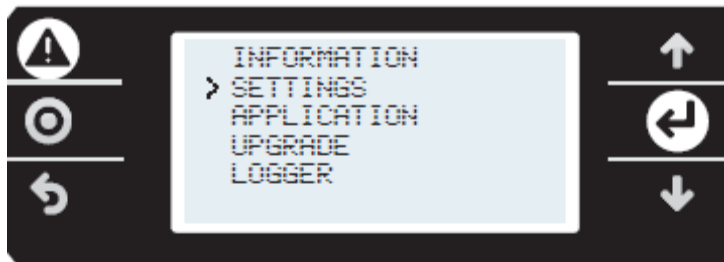 INFORMATION
> SETTINGS
APPLICATION
UPGRADE
LOGGER